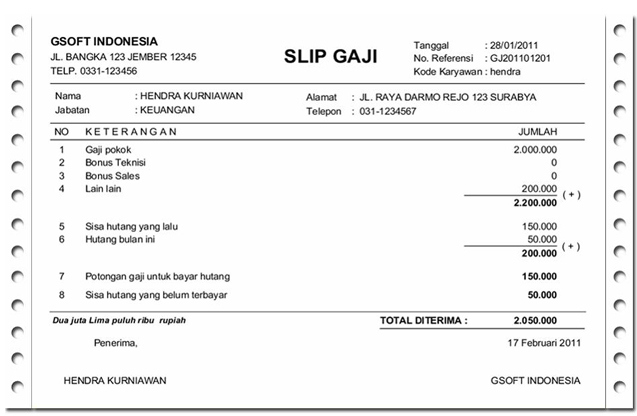 GSOFT INDONESIA
JL. BANGKA 123 JEMBER 12345
TELP. 0331-123456
SLIP GAJI
Tanggal : 28/01/2011
No. Referensi : GJ201101201
Kode Karyawan : hendra
Nama : HENDRA KURNIAWAN
Jabatan : KEUANGAN
Alamat : JL. RAYA DARMO REJO 123 SURABYA
Telepon : 031-1234567
NO KETERANGAN JUMLAH
1 Gaji pokok 2.000.000
2 Bonus Teknisi 0
3 Bonus Sales 0
4 Lain lain 200.000 ( + )
2.200.000
5 Sisa hutang yang lalu 150.000
6 Hutang bulan ini 50.000 ( + )
200.000
7 Potongan gaji untuk bayar hutang 150.000
8 Sisa hutang yang belum terbayar 50.000
Dua juta Lima puluh ribu rupiah TOTAL DITERIMA : 2.050.000
Penerima, 17 Februari 2011
HENDRA KURNIAWAN GSOFT INDONESIA